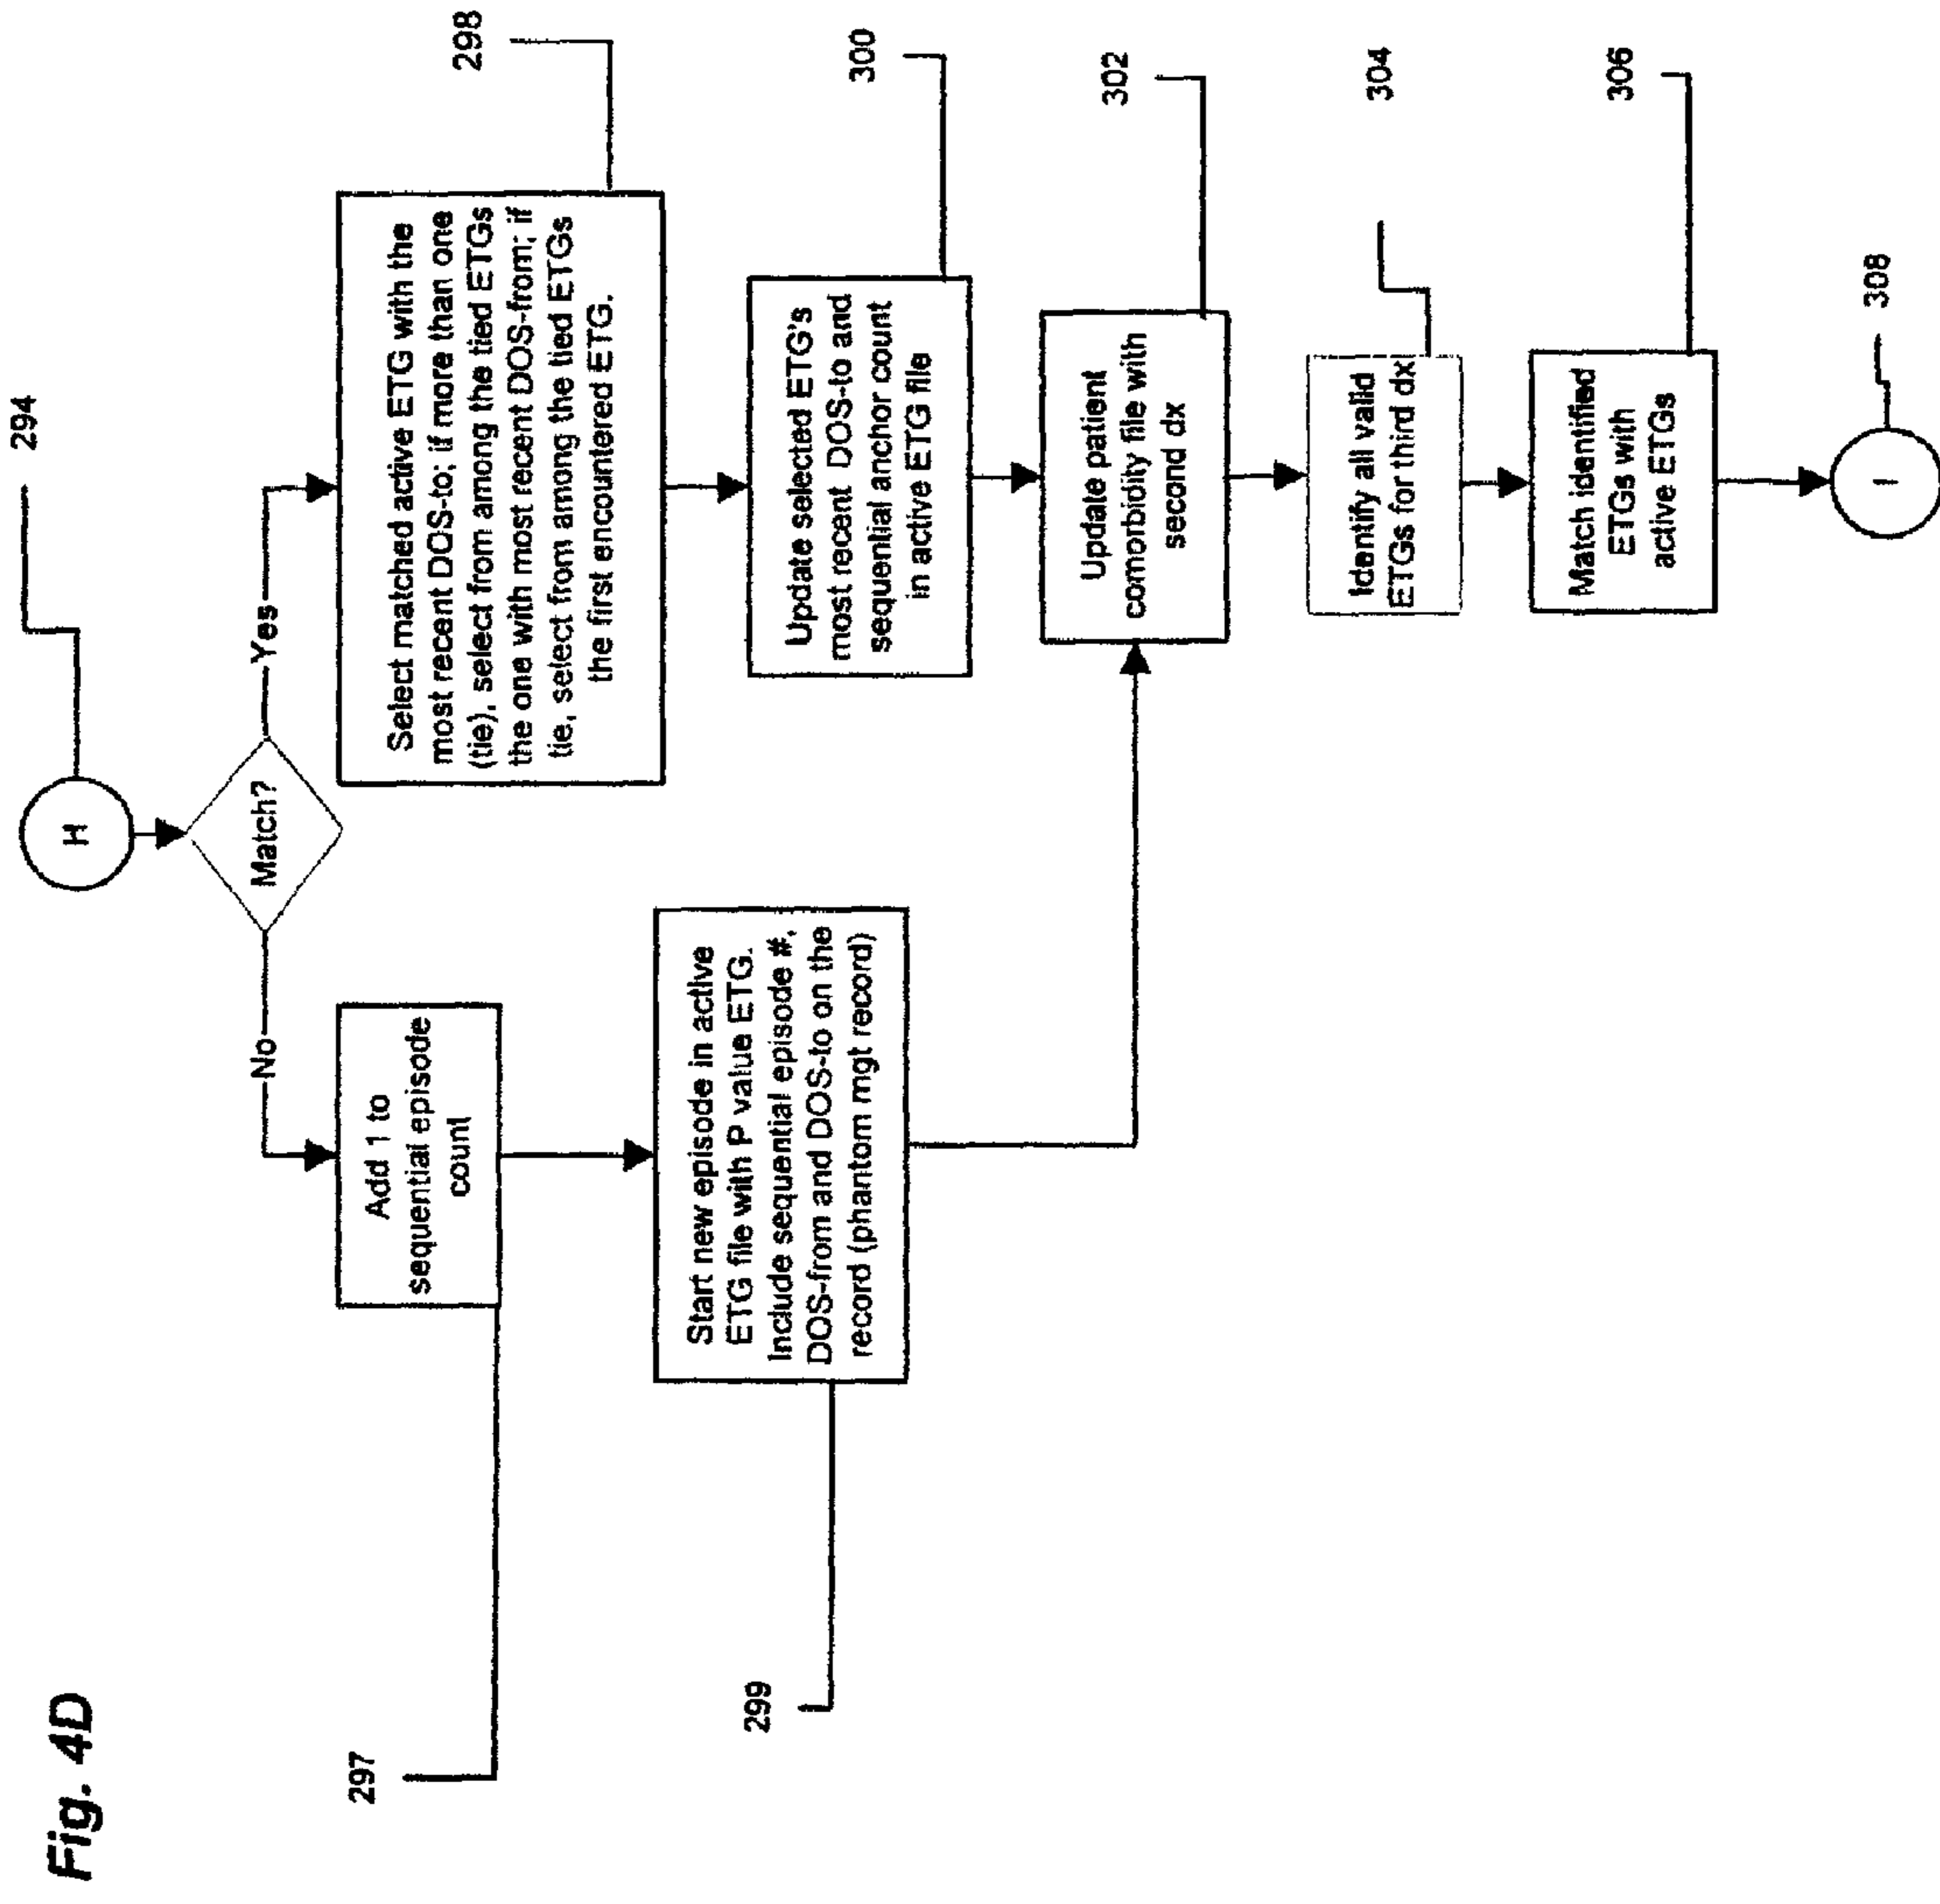 Fig. 4D
294
H
Match?
No
Yes
297
Add 1 to
sequential episode
count
298
Select matched active ETG with the
most recent DOS-to; if more than one
(tie), select from among the tied ETGs
the one with most recent DOS-from; if
tie, select from among the tied ETGs
the first encountered ETG.
299
Start new episode in active
ETG file with P value ETG.
Include sequential episode #,
DOS-from and DOS-to on the
record (phantom mgt record)
300
Update selected ETG's
most recent DOS-to and
sequential anchor count
in active ETG file
302
Update patient
comorbidity file with
second dx
304
Identify all valid
ETGs for third dx
306
Match identified
ETGs with
active ETGs
308
I